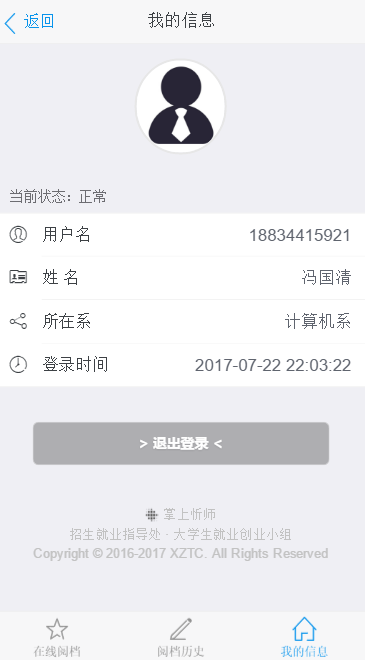 返回 我的信息
当前状态：正常
用户名 18834415921
姓 名 冯国清
所在系 计算机系
登录时间 2017-07-22 22:03:22
> 退出登录 <
掌上忻师
招生就业指导处 · 大学生就业创业小组
Copyright © 2016-2017 XZTC. All Rights Reserved
在线阅档 阅档历史 我的信息